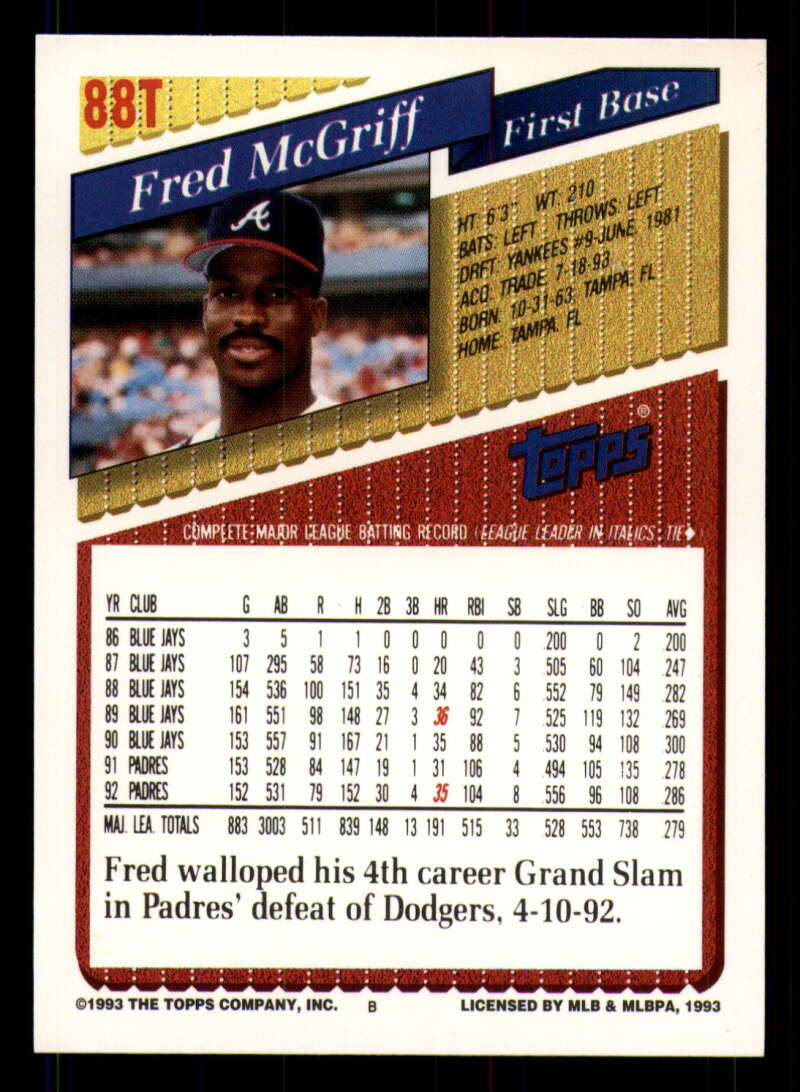 88T
Fred McGriff
First Base
A
HT: 6'3" WT: 210
BATS: LEFT THROWS: LEFT
DRFT: YANKEES #9-JUNE, 1981
ACQ: TRADE, 7-18-93
BORN: 10-31-63, TAMPA, FL
HOME: TAMPA, FL
Topps®
COMPLETE MAJOR LEAGUE BATTING RECORD (LEAGUE LEADER IN ITALICS, TIE◆)
YR CLUB G AB R H 2B 3B HR RBI SB SLG BB SO AVG
86 BLUE JAYS 3 5 1 1 0 0 0 0 0 .200 0 2 .200
87 BLUE JAYS 107 295 58 73 16 0 20 43 3 .505 60 104 .247
88 BLUE JAYS 154 536 100 151 35 4 34 82 6 .552 79 149 .282
89 BLUE JAYS 161 551 98 148 27 3 36 92 7 .525 119 132 .269
90 BLUE JAYS 153 557 91 167 21 1 35 88 5 .530 94 108 .300
91 PADRES 153 528 84 147 19 1 31 106 4 .494 105 135 .278
92 PADRES 152 531 79 152 30 4 35 104 8 .556 96 108 .286
MAJ. LEA. TOTALS 883 3003 511 839 148 13 191 515 33 .528 553 738 .279
Fred walloped his 4th career Grand Slam
in Padres' defeat of Dodgers, 4-10-92.
©1993 THE TOPPS COMPANY, INC. B LICENSED BY MLB & MLBPA, 1993